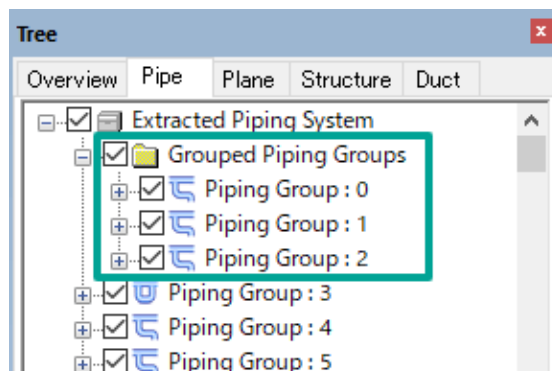 Tree
x
Overview Pipe Plane Structure Duct
Extracted Piping System
Grouped Piping Groups
Piping Group : 0
Piping Group : 1
Piping Group : 2
Piping Group : 3
Piping Group : 4
Piping Group : 5